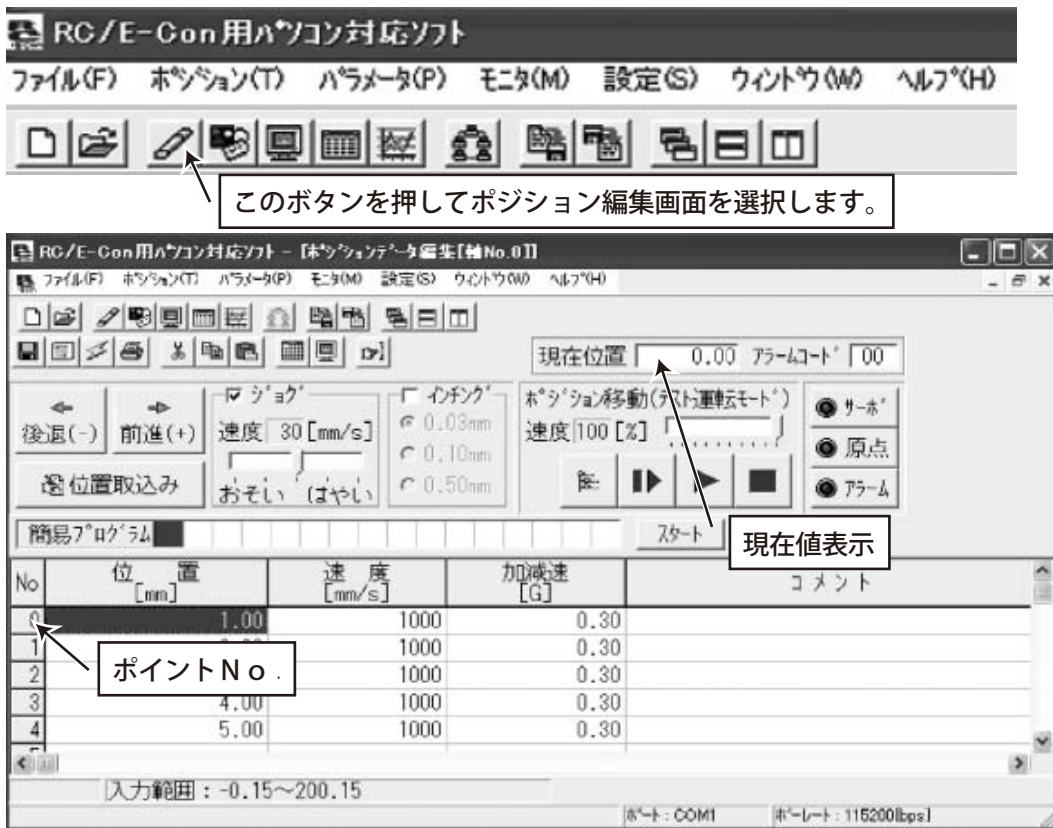 RC/E-Con用パソコン対応ソフト
ファイル(F) ポジション(T) パラメータ(P) モニタ(M) 設定(S) ウィンドウ(W) ヘルプ(H)
このボタンを押してポジション編集画面を選択します。
RC/E-Con用パソコン対応ソフト - [ポジションデータ編集[軸No.0]]
ファイル(F) ポジション(T) パラメータ(P) モニタ(M) 設定(S) ウィンドウ(W) ヘルプ(H)
現在位置 0.00 アラームコード 00
後退(-) 前進(+)
位置取込み
ジョグ
速度 30 [mm/s]
おそい はやい
インチング
0.03mm
0.10mm
0.50mm
ポジション移動(テスト運転モード)
速度 100 [%]
サーボ
原点
アラーム
簡易プログラム スタート
現在値表示
No 位置[mm] 速度[mm/s] 加減速[G] コメント
0 1.00 1000 0.30
1 1000 0.30
ポイントNo.
2 1000 0.30
3 4.00 1000 0.30
4 5.00 1000 0.30
入力範囲：-0.15～200.15
ポート：COM1 ボーレート：115200[bps]